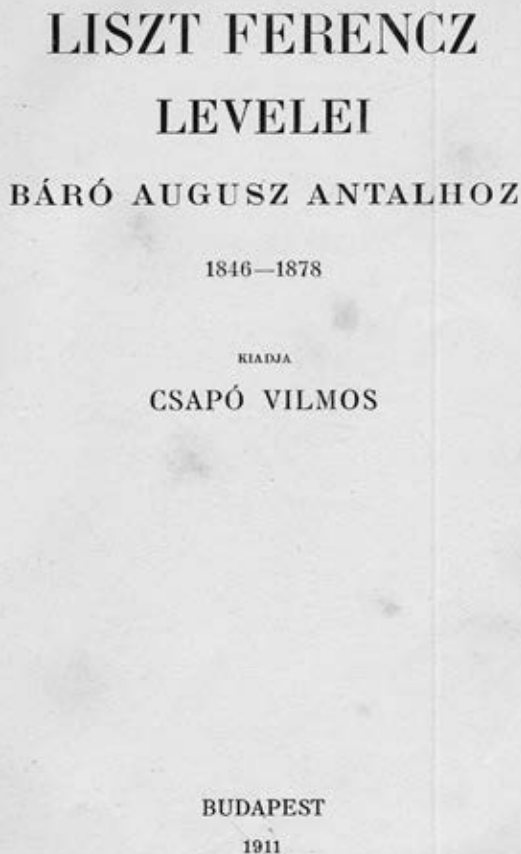 LISZT FERENCZ
LEVELEI
BÁRÓ AUGUSZ ANTALHOZ
1846—1878
KIADJA
CSAPÓ VILMOS
BUDAPEST
1911